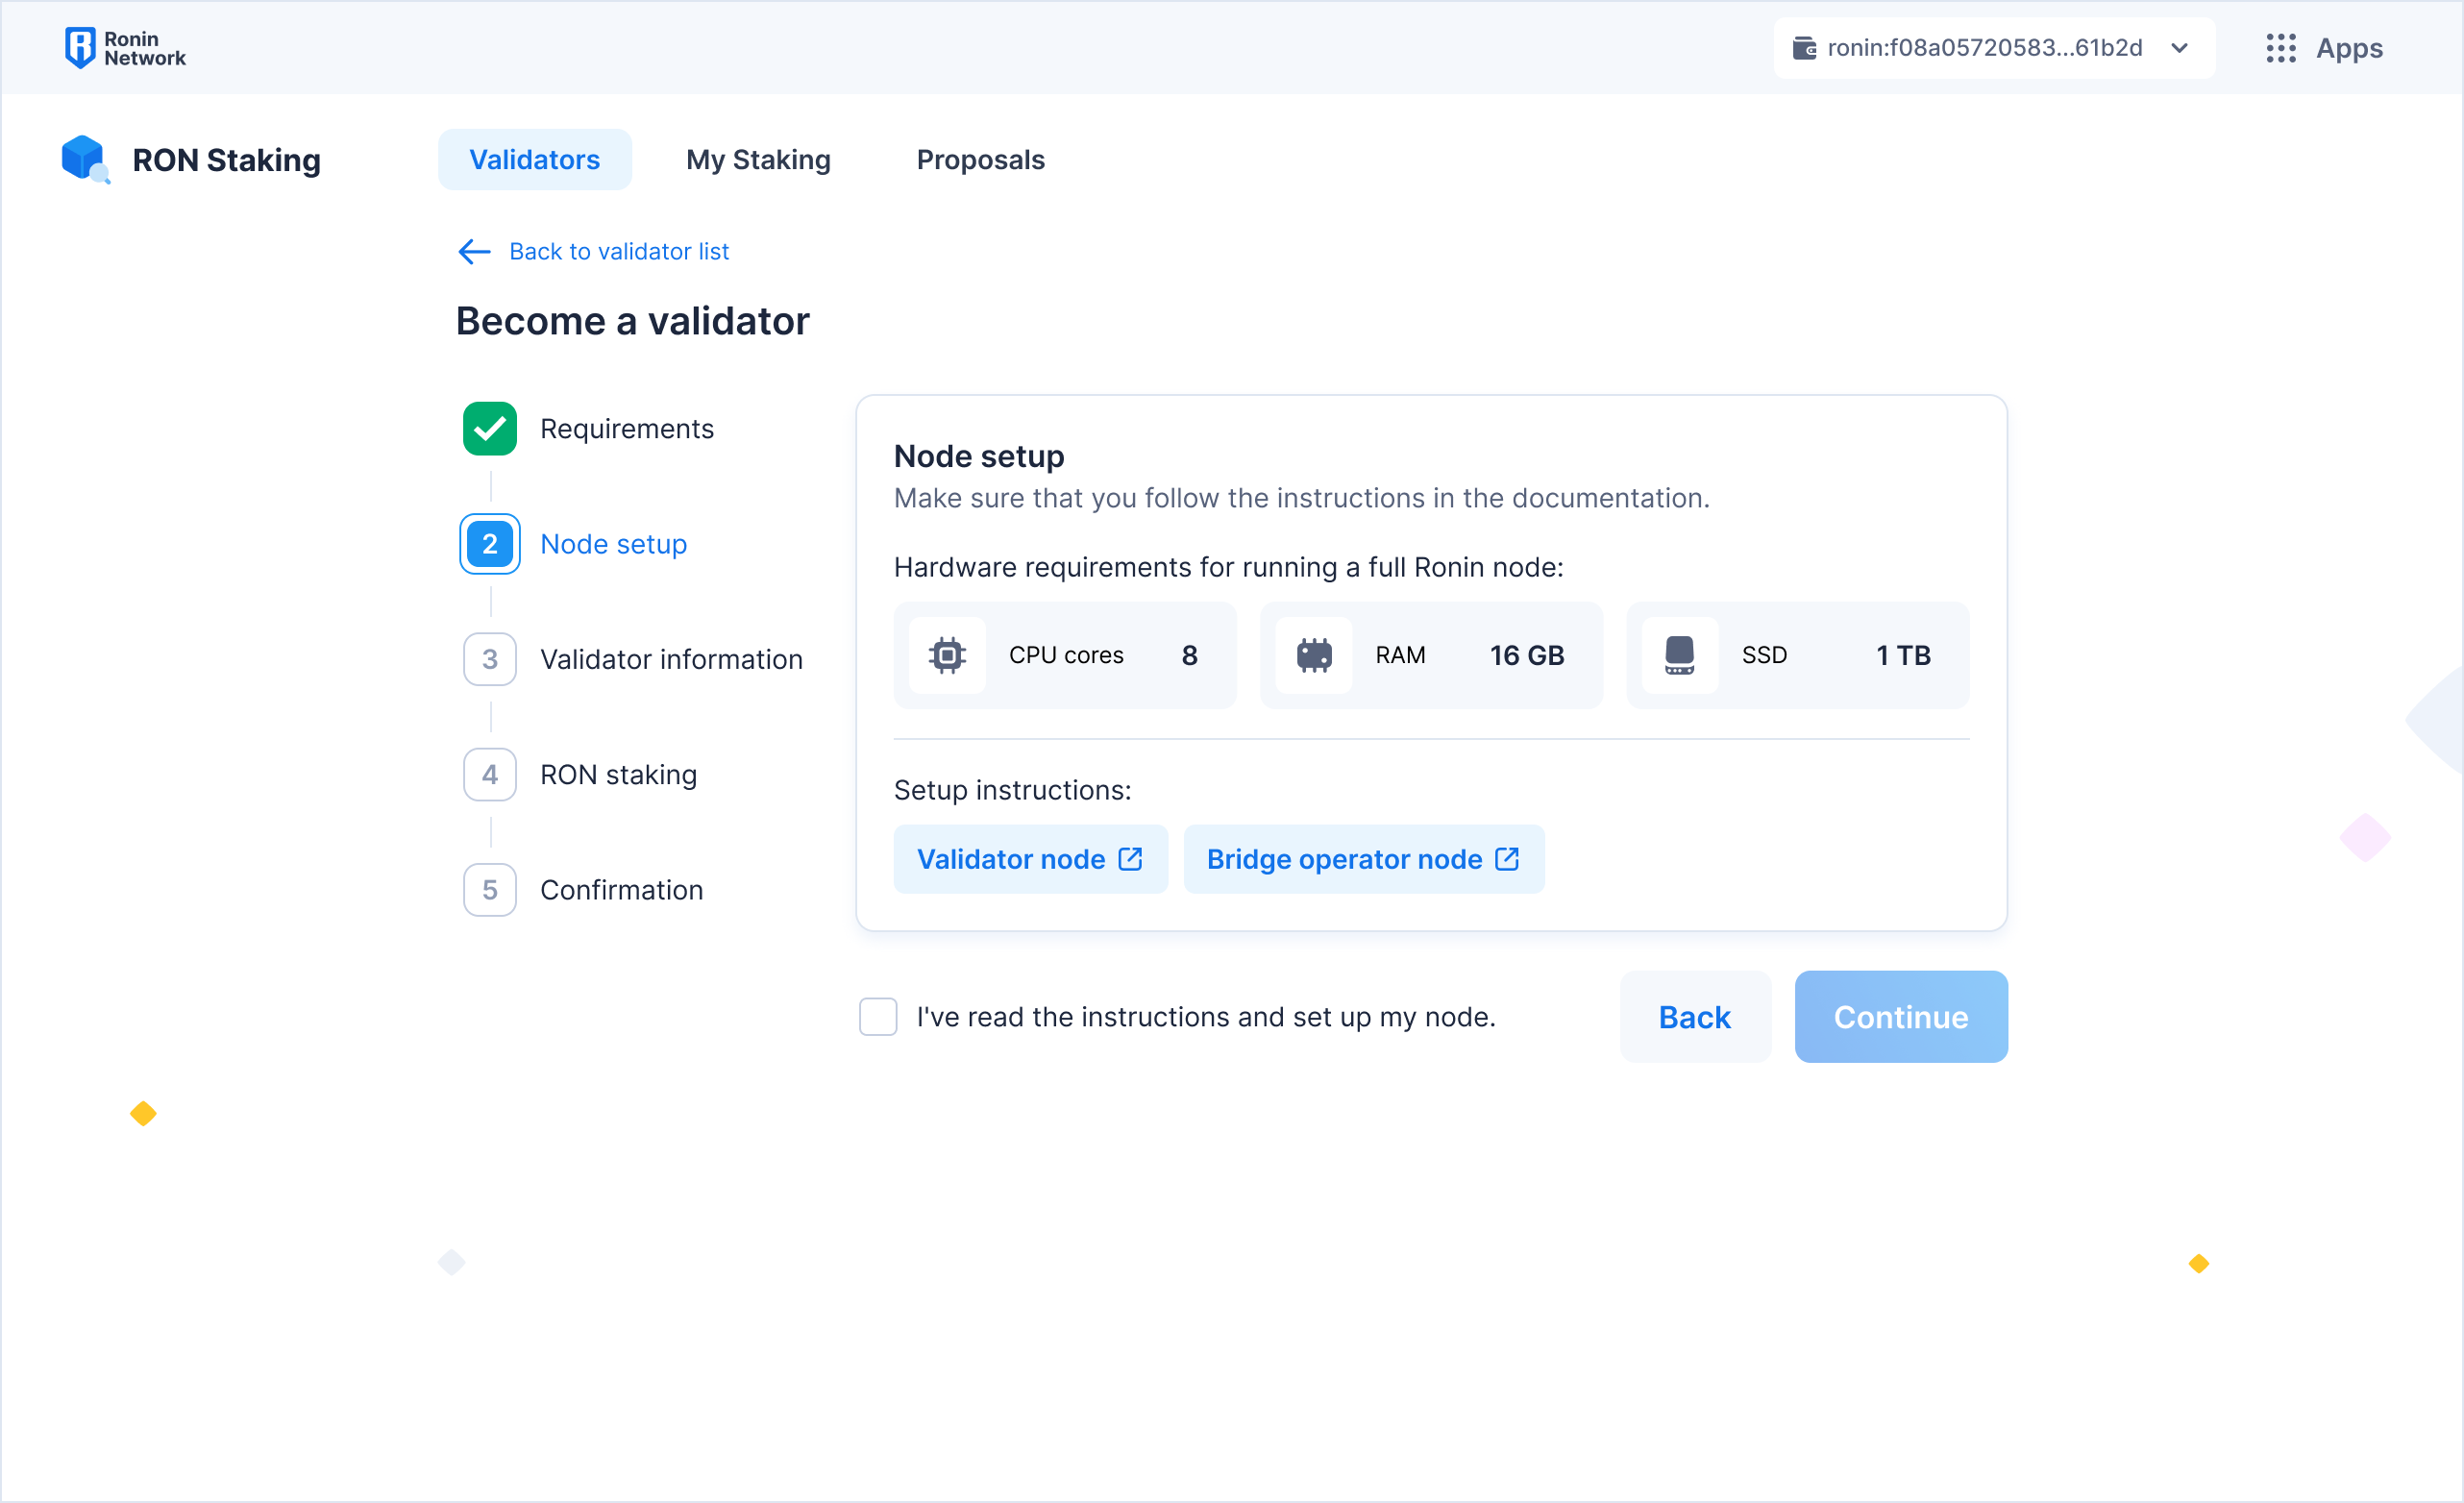 Ronin
Network
ronin:f08a05720583...61b2d
Apps
RON Staking
Validators
My Staking
Proposals
Back to validator list
Become a validator
Requirements
2
Node setup
3
Validator information
4
RON staking
5
Confirmation
Node setup
Make sure that you follow the instructions in the documentation.
Hardware requirements for running a full Ronin node:
CPU cores 8
RAM 16 GB
SSD 1 TB
Setup instructions:
Validator node
Bridge operator node
I've read the instructions and set up my node.
Back
Continue